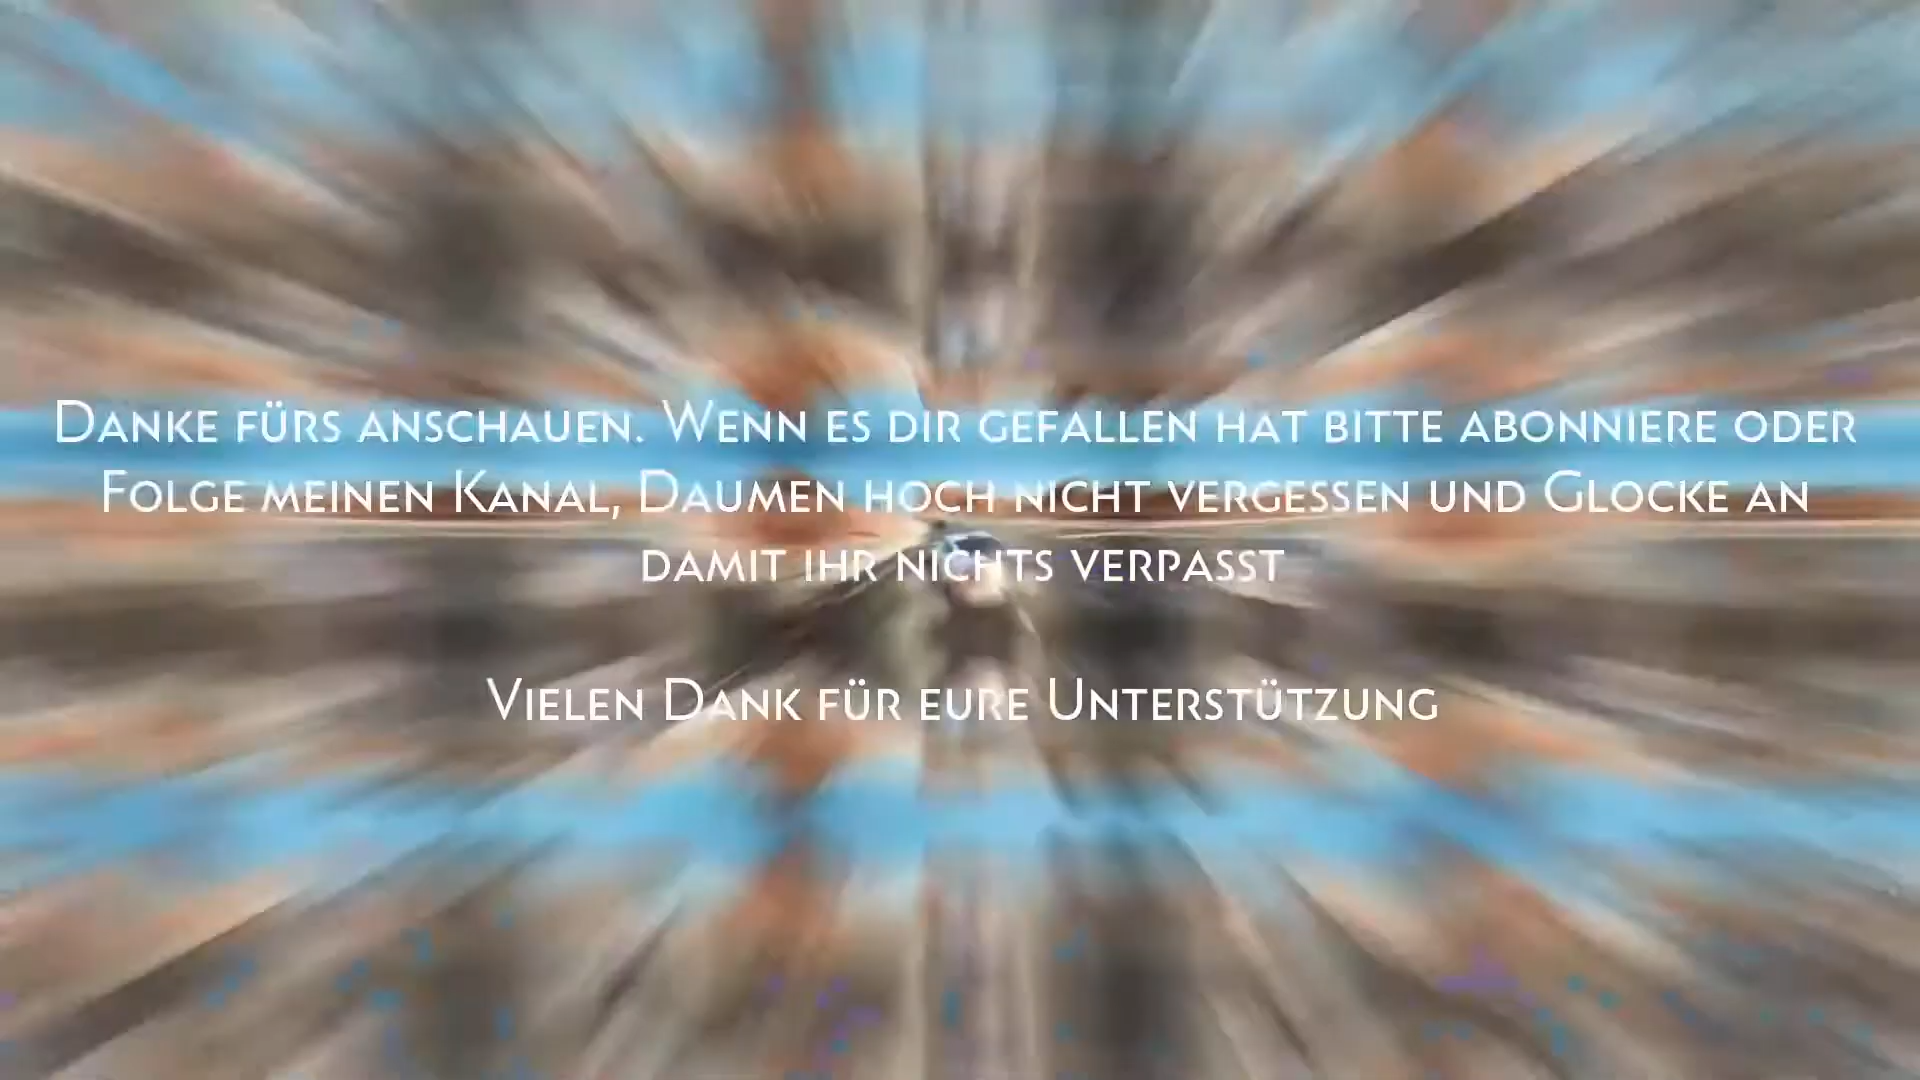 Danke fürs anschauen. Wenn es dir gefallen hat bitte abonniere oder
Folge meinen Kanal, Daumen hoch nicht vergessen und Glocke an
damit ihr nichts verpasst
Vielen Dank für eure Unterstützung